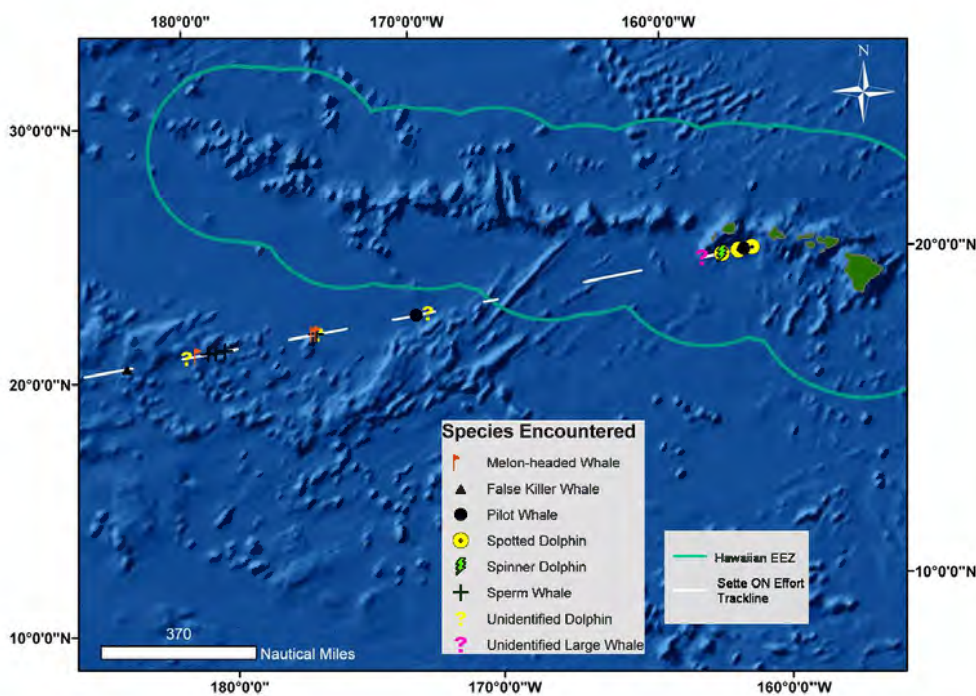 180°0'0" 170°0'0"W 160°0'0"W
N
30°0'0"N
20°0'0"N
20°0'0"N
Species Encountered
Melon-headed Whale
False Killer Whale
Pilot Whale
Spotted Dolphin
Spinner Dolphin
Sperm Whale
? Unidentified Dolphin
? Unidentified Large Whale
Hawaiian EEZ
Sette ON Effort
Trackline
10°0'0"N
10°0'0"N
370
Nautical Miles
180°0'0" 170°0'0"W 160°0'0"W